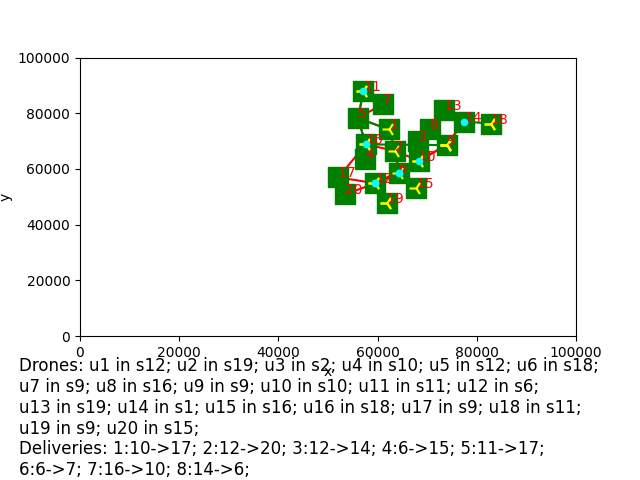 100000
80000
60000
40000
20000
0
y
0 20000 40000 60000 80000 100000
x
Drones: u1 in s12; u2 in s19; u3 in s2; u4 in s10; u5 in s12; u6 in s18;
u7 in s9; u8 in s16; u9 in s9; u10 in s10; u11 in s11; u12 in s6;
u13 in s19; u14 in s1; u15 in s16; u16 in s18; u17 in s9; u18 in s11;
u19 in s9; u20 in s15;
Deliveries: 1:10->17; 2:12->20; 3:12->14; 4:6->15; 5:11->17;
6:6->7; 7:16->10; 8:14->6;